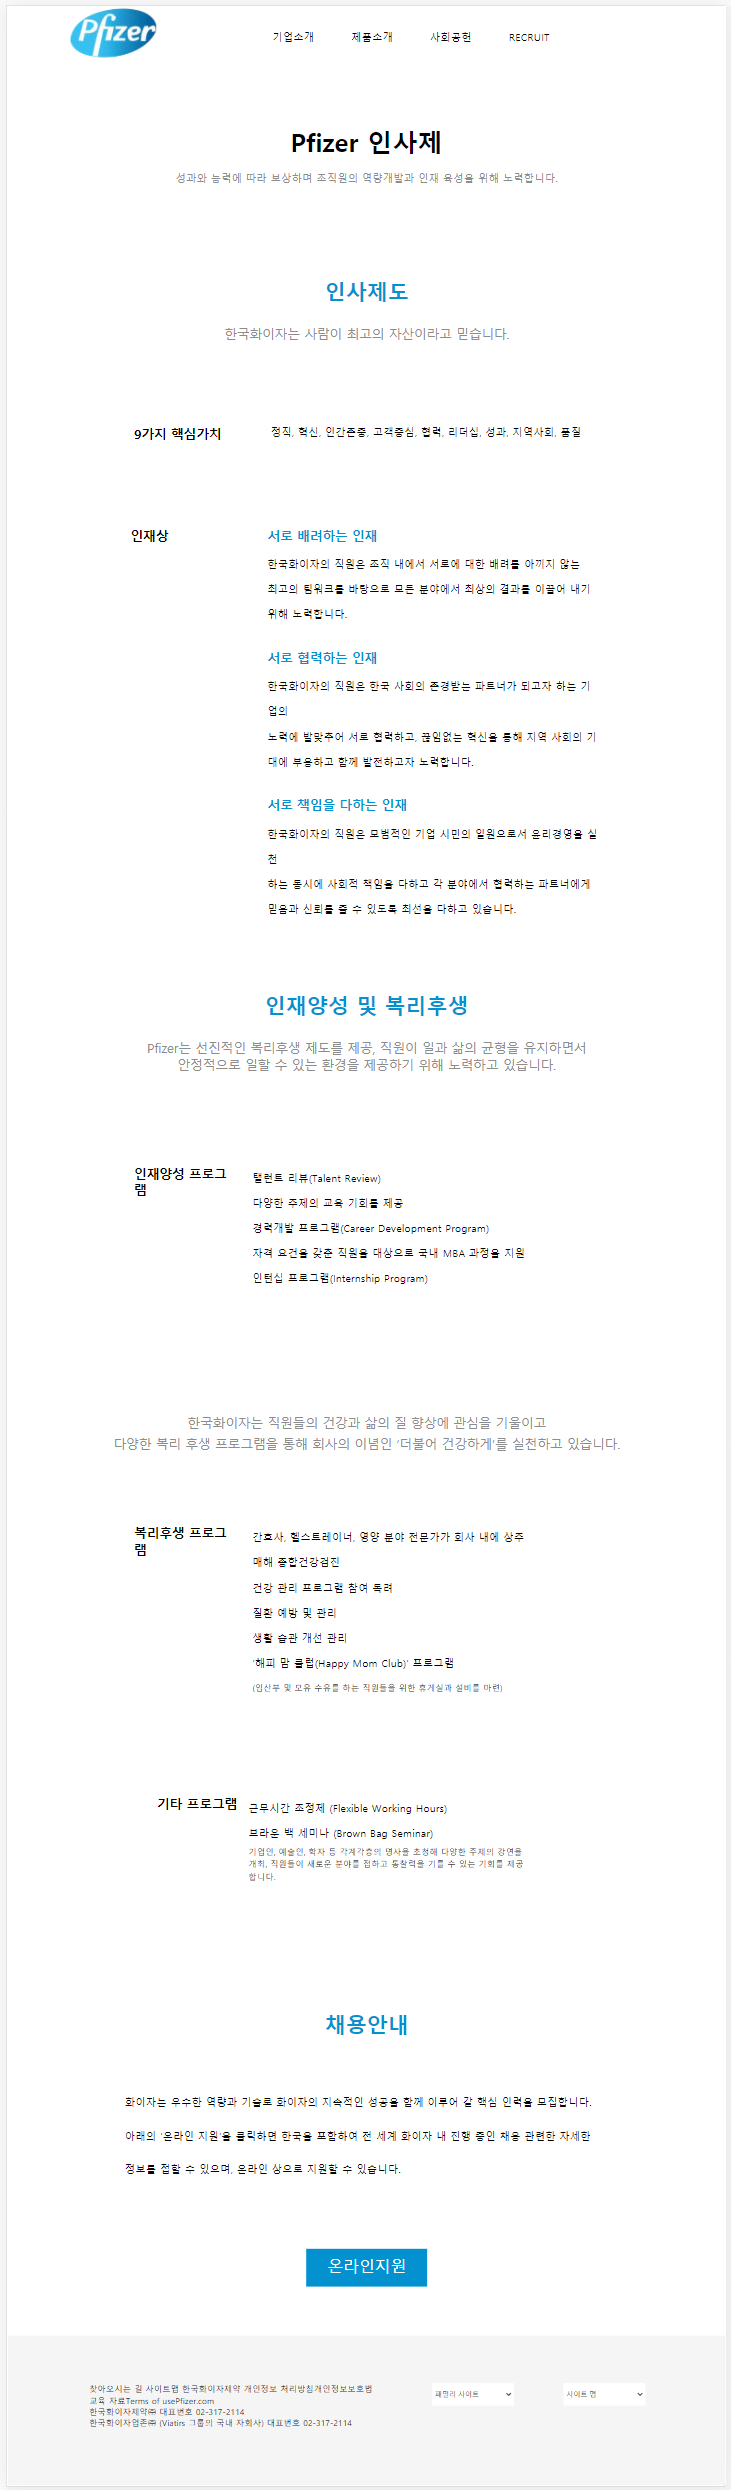 Pfizer
기업소개 제품소개 사회공헌 RECRUIT
Pfizer 인사제
성과와 능력에 따라 보상하며 조직원의 역량개발과 인재 육성을 위해 노력합니다.
인사제도
한국화이자는 사람이 최고의 자산이라고 믿습니다.
9가지 핵심가치
정직, 혁신, 인간존중, 고객중심, 협력, 리더십, 성과, 지역사회, 품질
인재상
서로 배려하는 인재
한국화이자의 직원은 조직 내에서 서로에 대한 배려를 아끼지 않는
최고의 팀워크를 바탕으로 모든 분야에서 최상의 결과를 이끌어 내기
위해 노력합니다.
서로 협력하는 인재
한국화이자의 직원은 한국 사회의 존경받는 파트너가 되고자 하는 기
업의
노력에 발맞추어 서로 협력하고, 끊임없는 혁신을 통해 지역 사회의 기
대에 부응하고 함께 발전하고자 노력합니다.
서로 책임을 다하는 인재
한국화이자의 직원은 모범적인 기업 시민의 일원으로서 윤리경영을 실
천
하는 동시에 사회적 책임을 다하고 각 분야에서 협력하는 파트너에게
믿음과 신뢰를 줄 수 있도록 최선을 다하고 있습니다.
인재양성 및 복리후생
Pfizer는 선진적인 복리후생 제도를 제공, 직원이 일과 삶의 균형을 유지하면서
안정적으로 일할 수 있는 환경을 제공하기 위해 노력하고 있습니다.
인재양성 프로그
램
탤런트 리뷰(Talent Review)
다양한 주제의 교육 기회를 제공
경력개발 프로그램(Career Development Program)
자격 요건을 갖춘 직원을 대상으로 국내 MBA 과정을 지원
인턴십 프로그램(Internship Program)
한국화이자는 직원들의 건강과 삶의 질 향상에 관심을 기울이고
다양한 복리 후생 프로그램을 통해 회사의 이념인 '더불어 건강하게'를 실천하고 있습니다.
복리후생 프로그
램
간호사, 헬스트레이너, 영양 분야 전문가가 회사 내에 상주
매해 종합건강검진
건강 관리 프로그램 참여 독려
질환 예방 및 관리
생활 습관 개선 관리
'해피 맘 클럽(Happy Mom Club)' 프로그램
(임산부 및 모유 수유를 하는 직원들을 위한 휴게실과 설비를 마련)
기타 프로그램
근무시간 조정제 (Flexible Working Hours)
브라운 백 세미나 (Brown Bag Seminar)
기업인, 예술인, 학자 등 각계각층의 명사를 초청해 다양한 주제의 강연을
개최, 직원들이 새로운 분야를 접하고 통찰력을 기를 수 있는 기회를 제공
합니다.
채용안내
화이자는 우수한 역량과 기술로 화이자의 지속적인 성공을 함께 이루어 갈 핵심 인력을 모집합니다.
아래의 '온라인 지원'을 클릭하면 한국을 포함하여 전 세계 화이자 내 진행 중인 채용 관련한 자세한
정보를 접할 수 있으며, 온라인 상으로 지원할 수 있습니다.
온라인지원
찾아오시는 길 사이트맵 한국화이자제약 개인정보 처리방침개인정보보호법
교육 자료Terms of usePfizer.com
한국화이자제약㈜ 대표번호 02-317-2114
한국화이자업존㈜ (Viatirs 그룹의 국내 자회사) 대표번호 02-317-2114
패밀리 사이트
사이트 맵